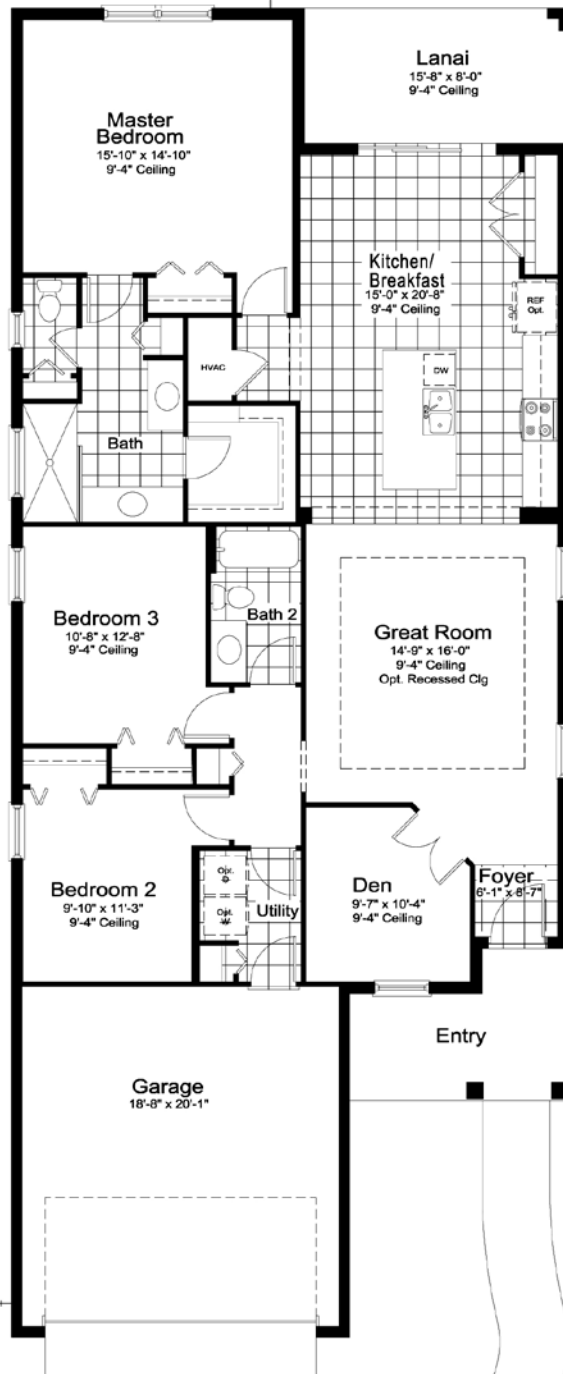 Lanai
15'-8" x 8'-0"
9'-4" Ceiling
Master
Bedroom
15'-10" x 14'-10"
9'-4" Ceiling
Kitchen/
Breakfast
15'-0" x 20'-8"
9'-4" Ceiling
REF
Opt.
HVAC
DW
Bath
Bedroom 3
10'-8" x 12'-8"
9'-4" Ceiling
Bath 2
Great Room
14'-9" x 16'-0"
9'-4" Ceiling
Opt. Recessed Clg
Bedroom 2
9'-10" x 11'-3"
9'-4" Ceiling
Opt.
D
Opt.
W
Utility
Den
9'-7" x 10'-4"
9'-4" Ceiling
Foyer
6'-1" x 6'-7"
Entry
Garage
18'-8" x 20'-1"